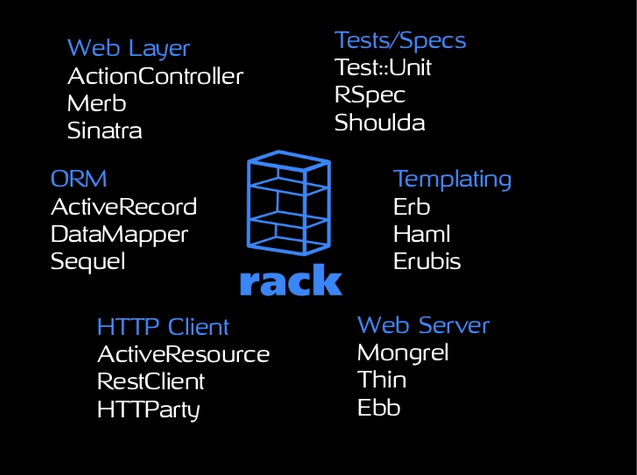 Web Layer
ActionController
Merb
Sinatra
Tests/Specs
Test::Unit
RSpec
Shoulda
ORM
ActiveRecord
DataMapper
Sequel
rack
Templating
Erb
Haml
Erubis
HTTP Client
ActiveResource
RestClient
HTTParty
Web Server
Mongrel
Thin
Ebb